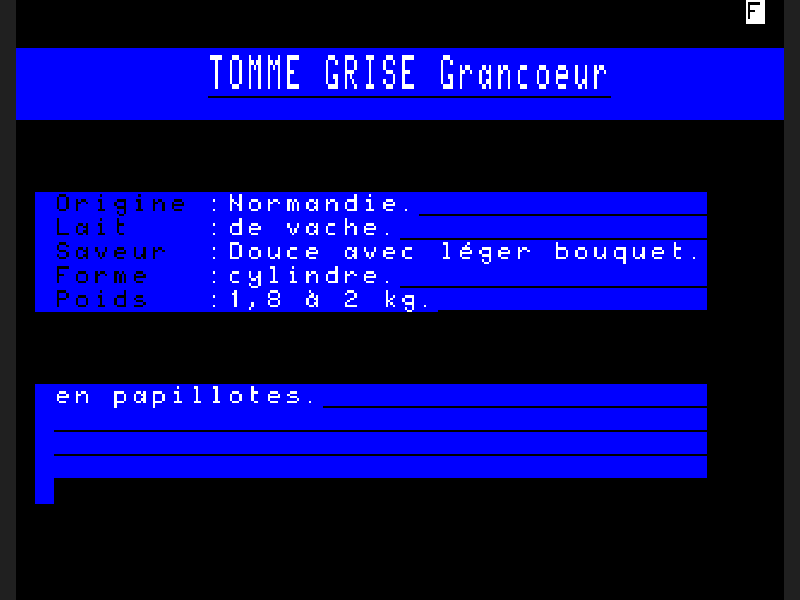 F
TOMME GRISE Grancoeur
Origine :Normandie.
Lait :de vache.
Saveur :Douce avec léger bouquet.
Forme :cylindre.
Poids :1,8 à 2 kg.
en papillotes.